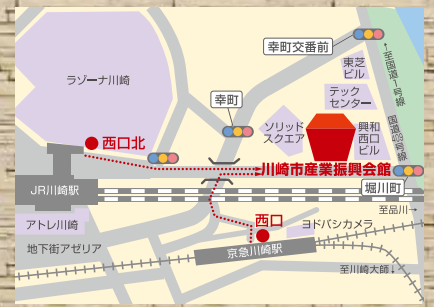 幸町交番前
至国道1号線
東芝
ビル
ラゾーナ川崎
テック
センター
幸町
国道409号線
ソリッド
スクエア
興和
西口
ビル
西口北
川崎市産業振興会館
JR川崎駅
堀川町
至品川→
アトレ川崎
西口
ヨドバシカメラ
地下街アゼリア
京急川崎駅
至川崎大師↓